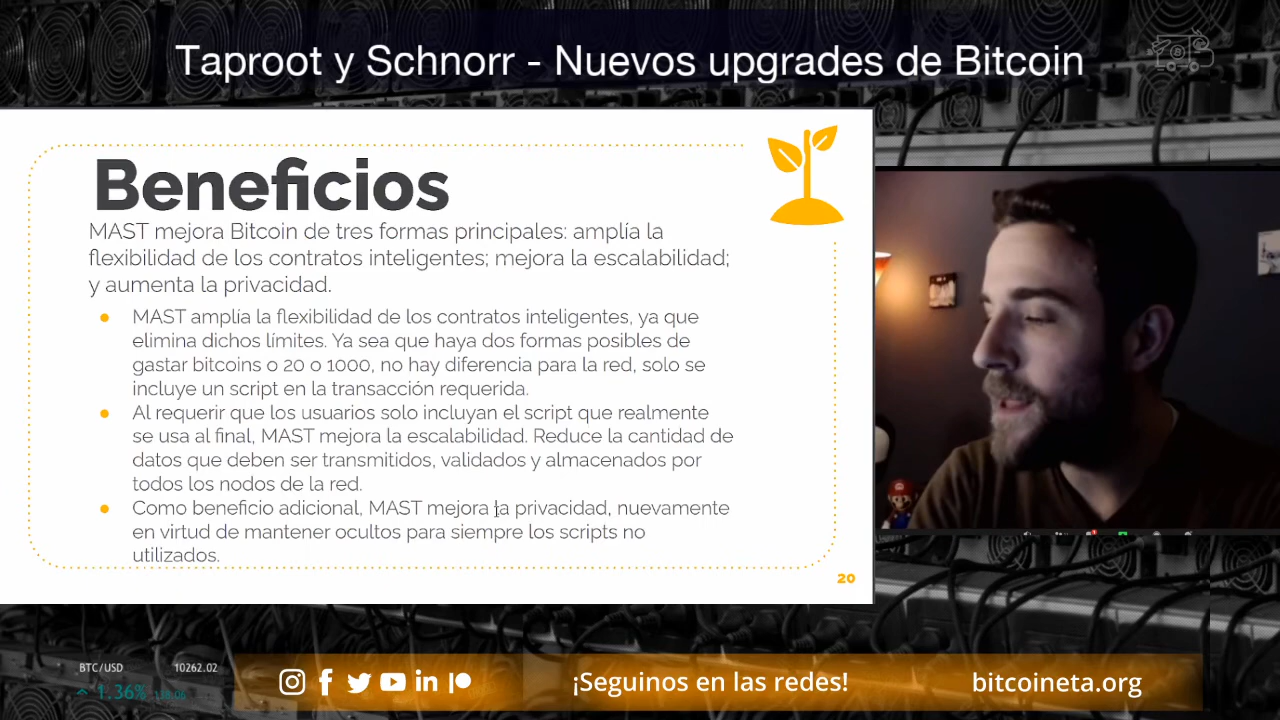 Taproot y Schnorr - Nuevos upgrades de Bitcoin
Beneficios
MAST mejora Bitcoin de tres formas principales: amplía la
flexibilidad de los contratos inteligentes; mejora la escalabilidad;
y aumenta la privacidad.
MAST amplía la flexibilidad de los contratos inteligentes, ya que
elimina dichos límites. Ya sea que haya dos formas posibles de
gastar bitcoins o 20 o 1000, no hay diferencia para la red, solo se
incluye un script en la transacción requerida.
Al requerir que los usuarios solo incluyan el script que realmente
se usa al final, MAST mejora la escalabilidad. Reduce la cantidad de
datos que deben ser transmitidos, validados y almacenados por
todos los nodos de la red.
Como beneficio adicional, MAST mejora la privacidad, nuevamente
en virtud de mantener ocultos para siempre los scripts no
utilizados.
20
BTC/USD 10262.02
1.36%
¡Seguinos en las redes!
bitcoineta.org